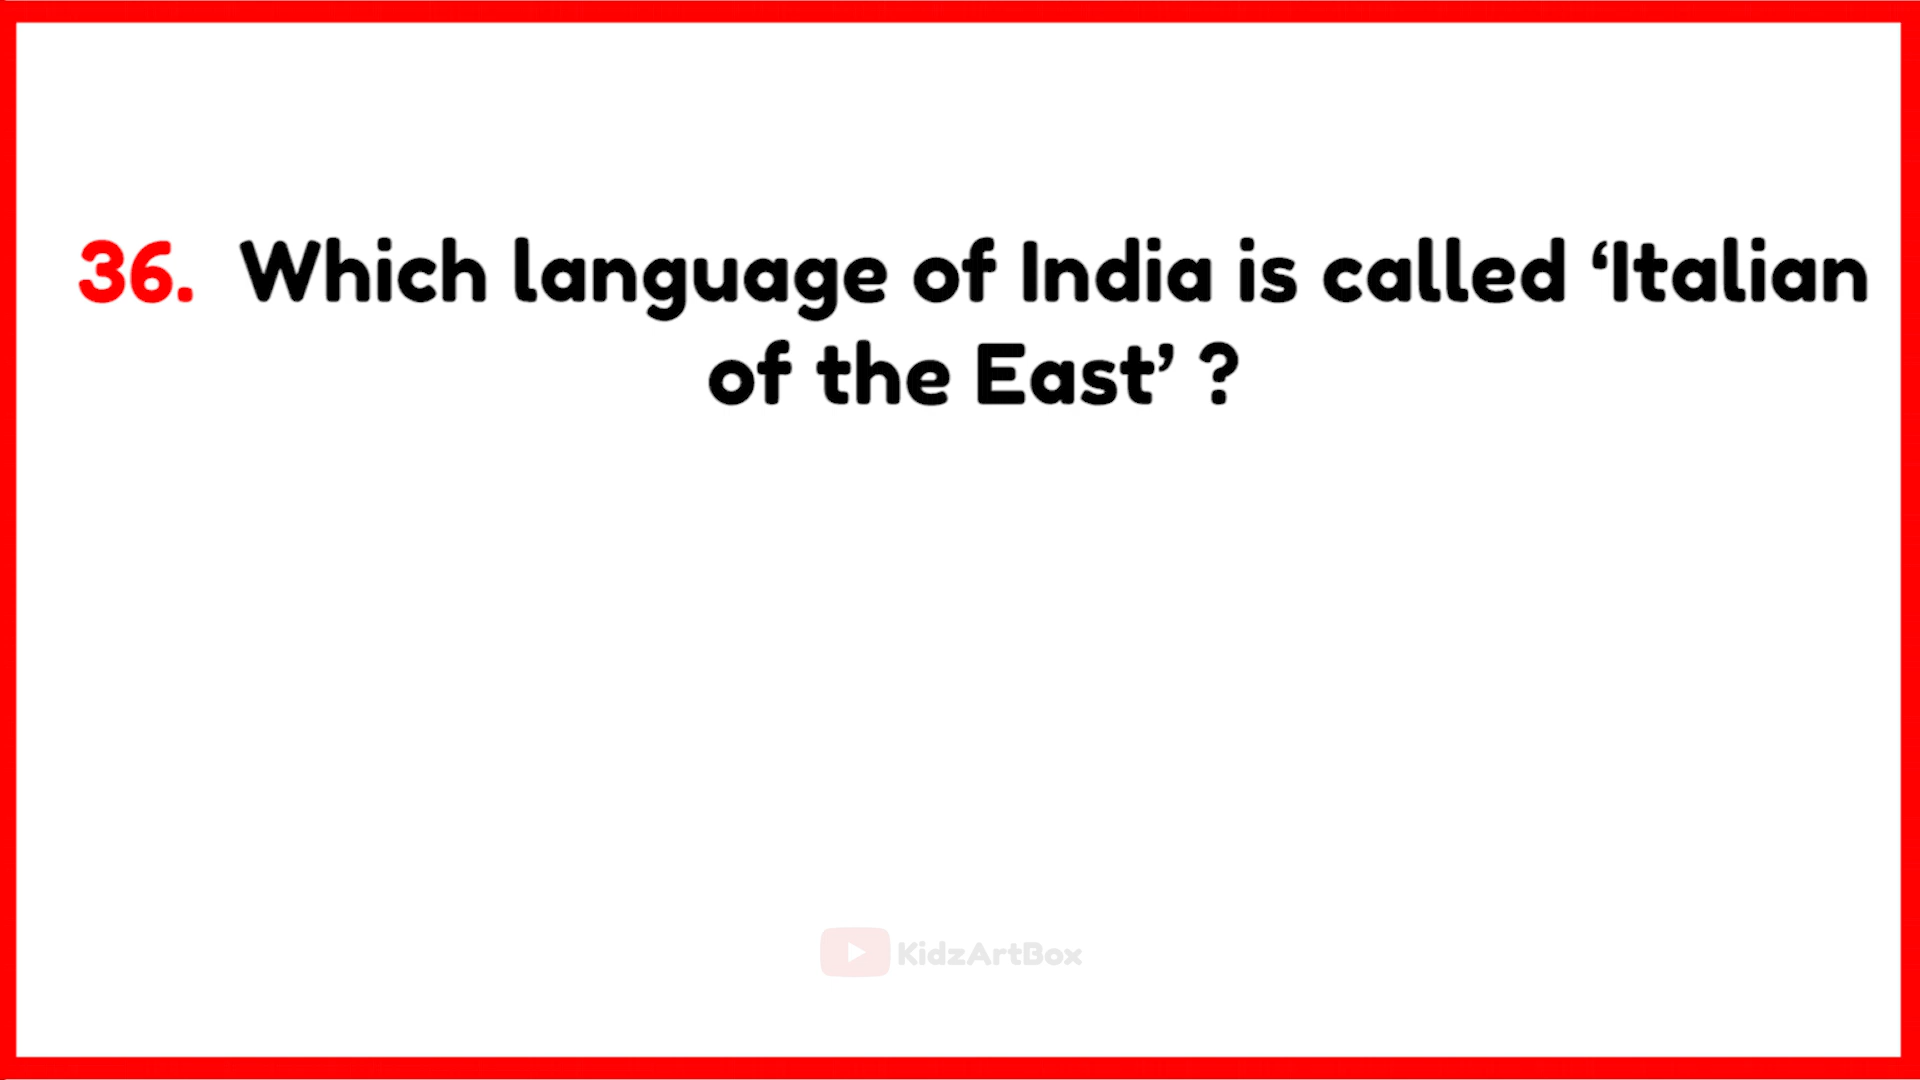 36. Which language of India is called ‘Italian
of the East’ ?
KidzArtBox